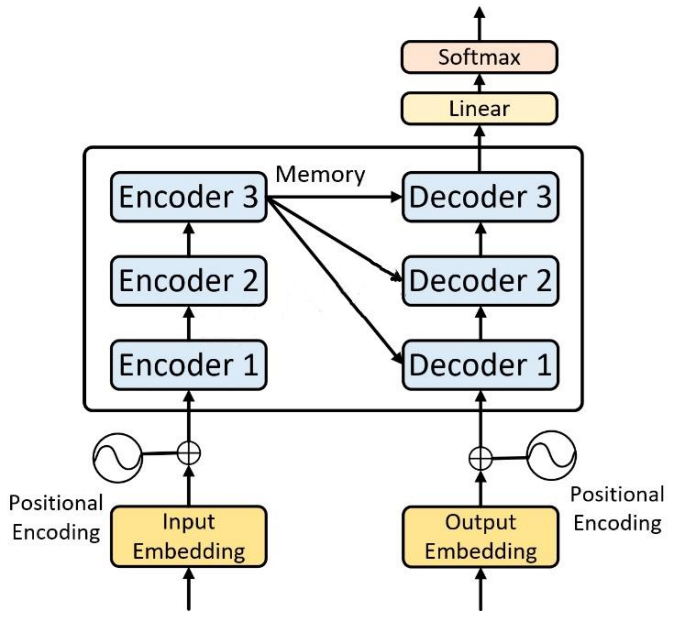 Softmax
Linear
Memory
Encoder 3
Decoder 3
Encoder 2
Decoder 2
Encoder 1
Decoder 1
Positional
Encoding
Input
Embedding
Output
Embedding
Positional
Encoding